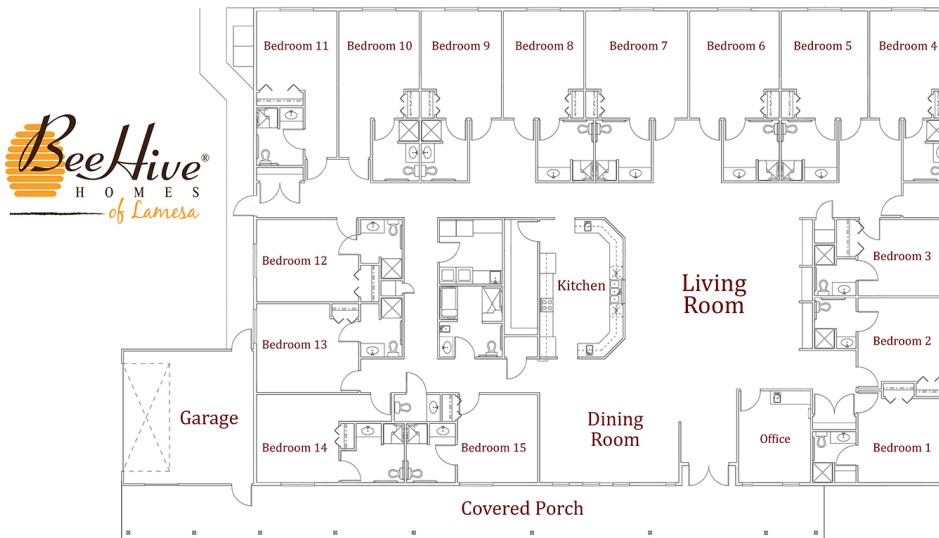 Bedroom 11
Bedroom 10
Bedroom 9
Bedroom 8
Bedroom 7
Bedroom 6
Bedroom 5
Bedroom 4
BeeHive®
HOMES
of Lamesa
Bedroom 12
Kitchen
Living
Room
Bedroom 3
Bedroom 13
Bedroom 2
Garage
Dining
Room
Office
Bedroom 14
Bedroom 15
Bedroom 1
Covered Porch